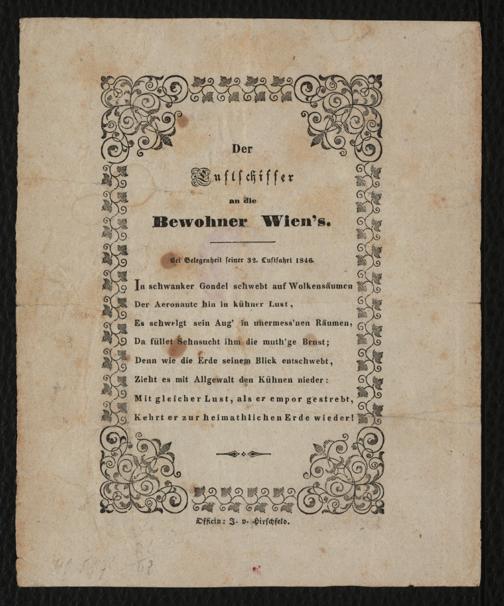 Der
Luftschiffer
an die
Bewohner Wien's.
Bei Gelegenheit seiner 32. Luftfahrt 1846.
In schwanker Gondel schwebt auf Wolkensäumen
Der Aeronaute hin in kühner Lust,
Es schwelgt sein Aug' in unermess'nen Räumen,
Da füllet Sehnsucht ihm die muth'ge Brust;
Denn wie die Erde seinem Blick entschwebt,
Zieht es mit Allgewalt den Kühnen nieder:
Mit gleicher Lust, als er empor gestrebt,
Kehrt er zur heimathlichen Erde wieder!
Officin: J. v. Hirschfeld.